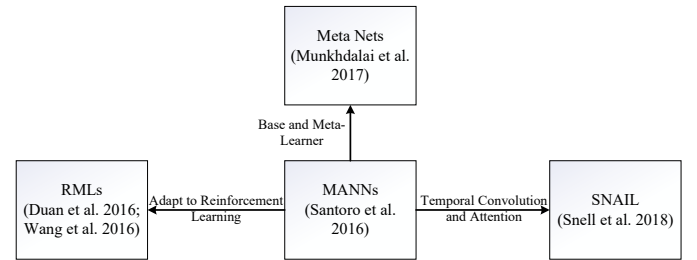 Meta Nets
(Munkhdalai et al.
2017)
Base and Meta-
Learner
RMLs
(Duan et al. 2016;
Wang et al. 2016)
Adapt to Reinforcement
Learning
MANNs
(Santoro et al.
2016)
Temporal Convolution
and Attention
SNAIL
(Snell et al. 2018)